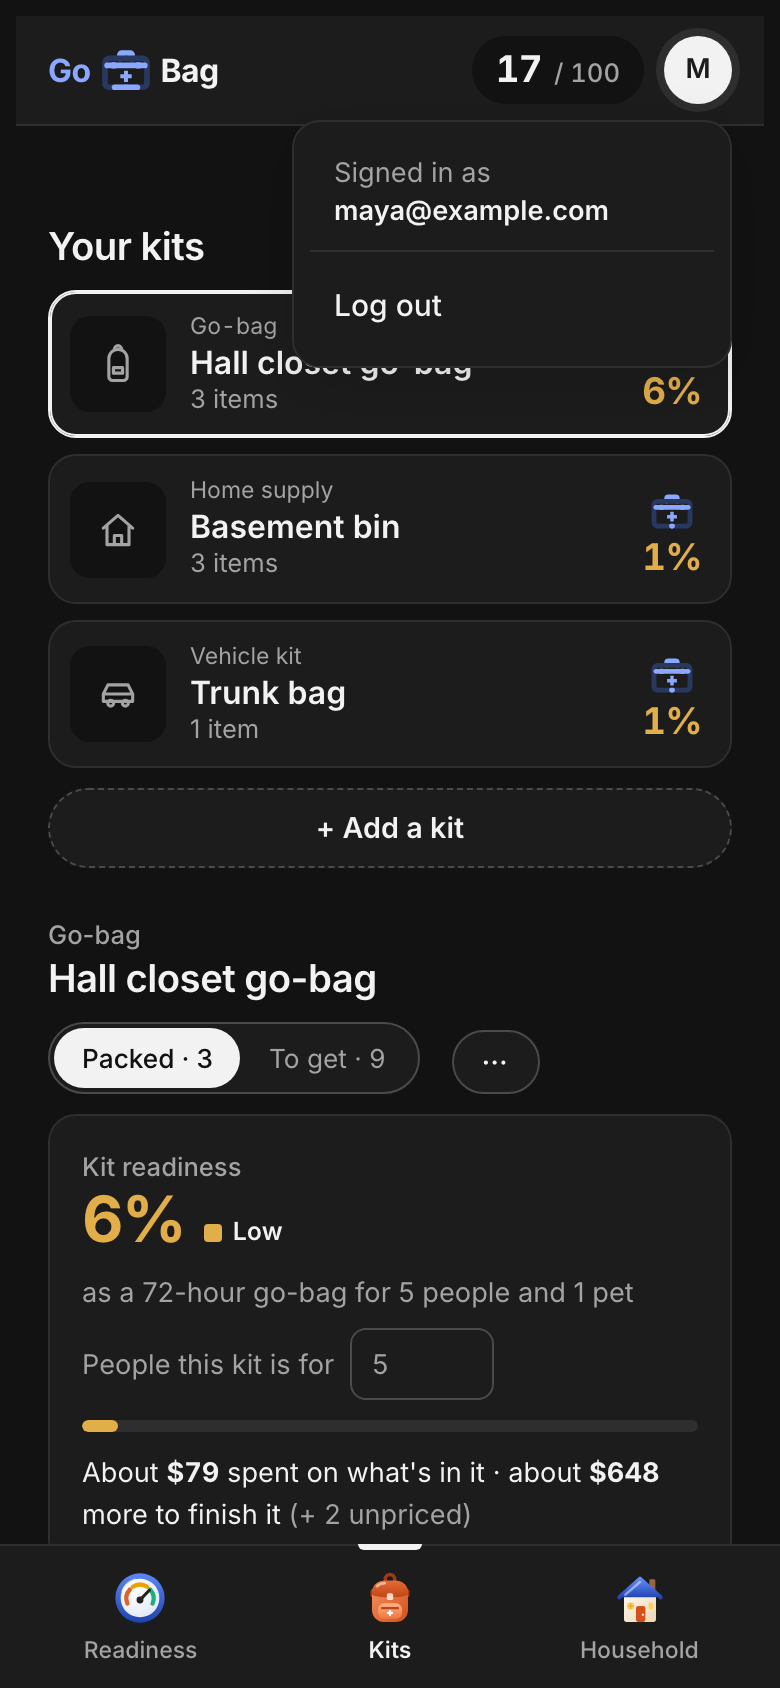 Go Bag
17 / 100
M
Signed in as
maya@example.com
Log out
Your kits
Go-bag
Hall closet go-bag
3 items
6%
Home supply
Basement bin
3 items
1%
Vehicle kit
Trunk bag
1 item
1%
+ Add a kit
Go-bag
Hall closet go-bag
Packed · 3
To get · 9
...
Kit readiness
6% Low
as a 72-hour go-bag for 5 people and 1 pet
People this kit is for 5
About $79 spent on what's in it · about $648
more to finish it (+ 2 unpriced)
Readiness
Kits
Household